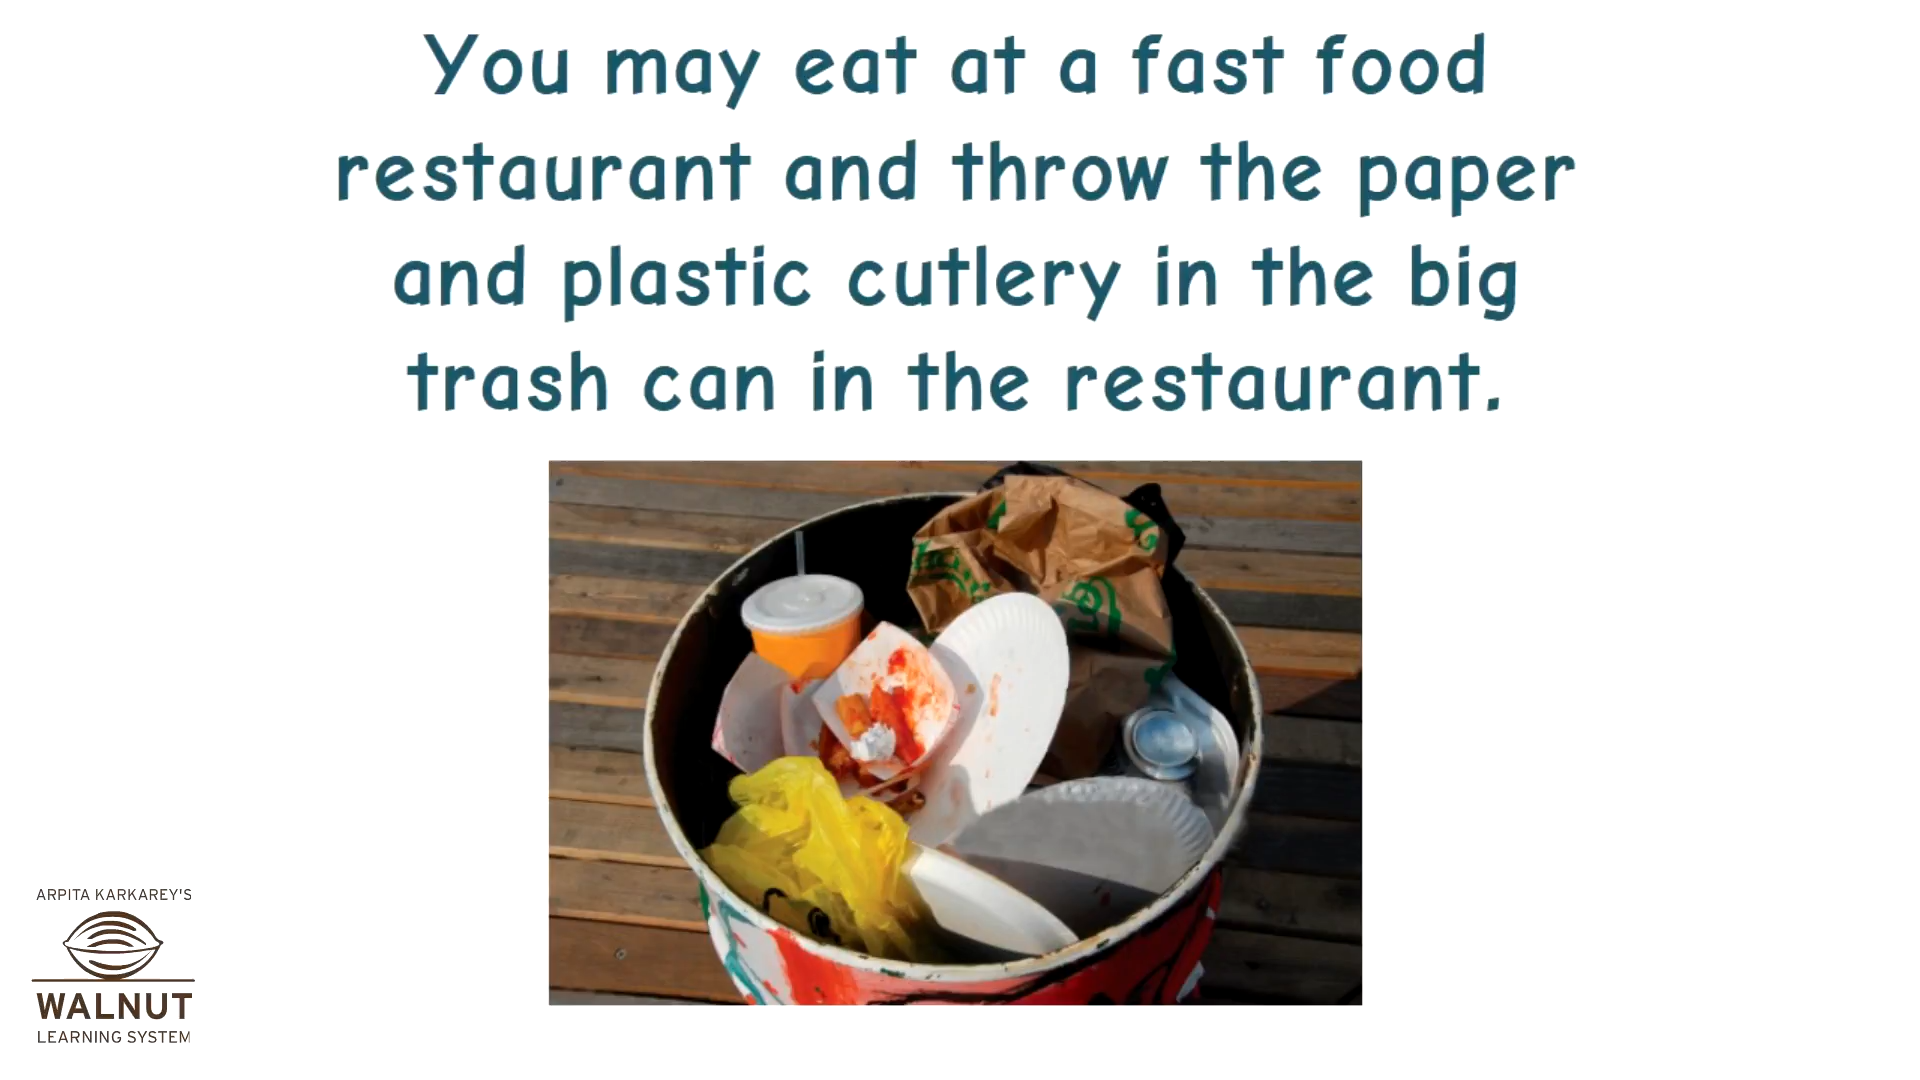 You may eat at a fast food
restaurant and throw the paper
and plastic cutlery in the big
trash can in the restaurant.
ARPITA KARKAREY'S
WALNUT
LEARNING SYSTEM